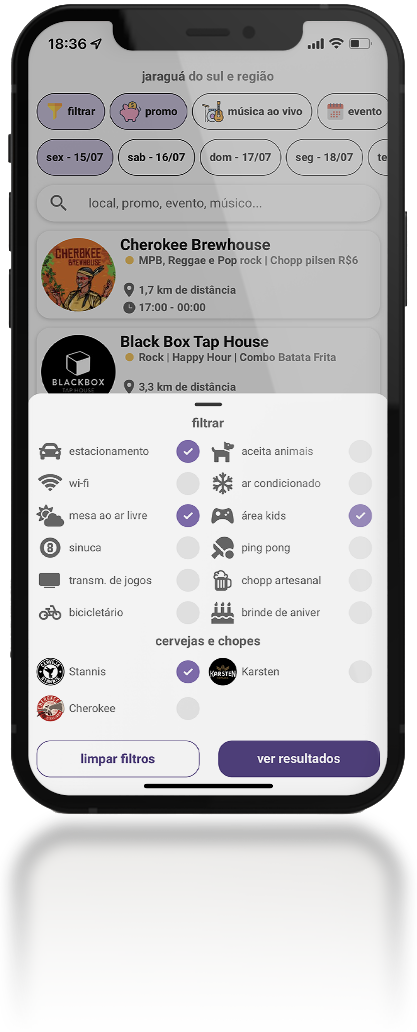 18:36
jaraguá do sul e região
filtrar
promo
música ao vivo
evento
sex - 15/07
sab - 16/07
dom - 17/07
seg - 18/07
te
local, promo, evento, músico...
CHEROKEE
BREWHOUSE
Cherokee Brewhouse
MPB, Reggae e Pop rock | Chopp pilsen R$6
1,7 km de distância
17:00 - 00:00
BLACKBOX
TAP HOUSE
Black Box Tap House
Rock | Happy Hour | Combo Batata Frita
3,3 km de distância
filtrar
estacionamento
aceita animais
wi-fi
ar condicionado
mesa ao ar livre
área kids
8
sinuca
ping pong
transm. de jogos
chopp artesanal
bicicletário
brinde de aniver
cervejas e chopes
Stannis
KARSTEN
Karsten
Cherokee
limpar filtros
ver resultados